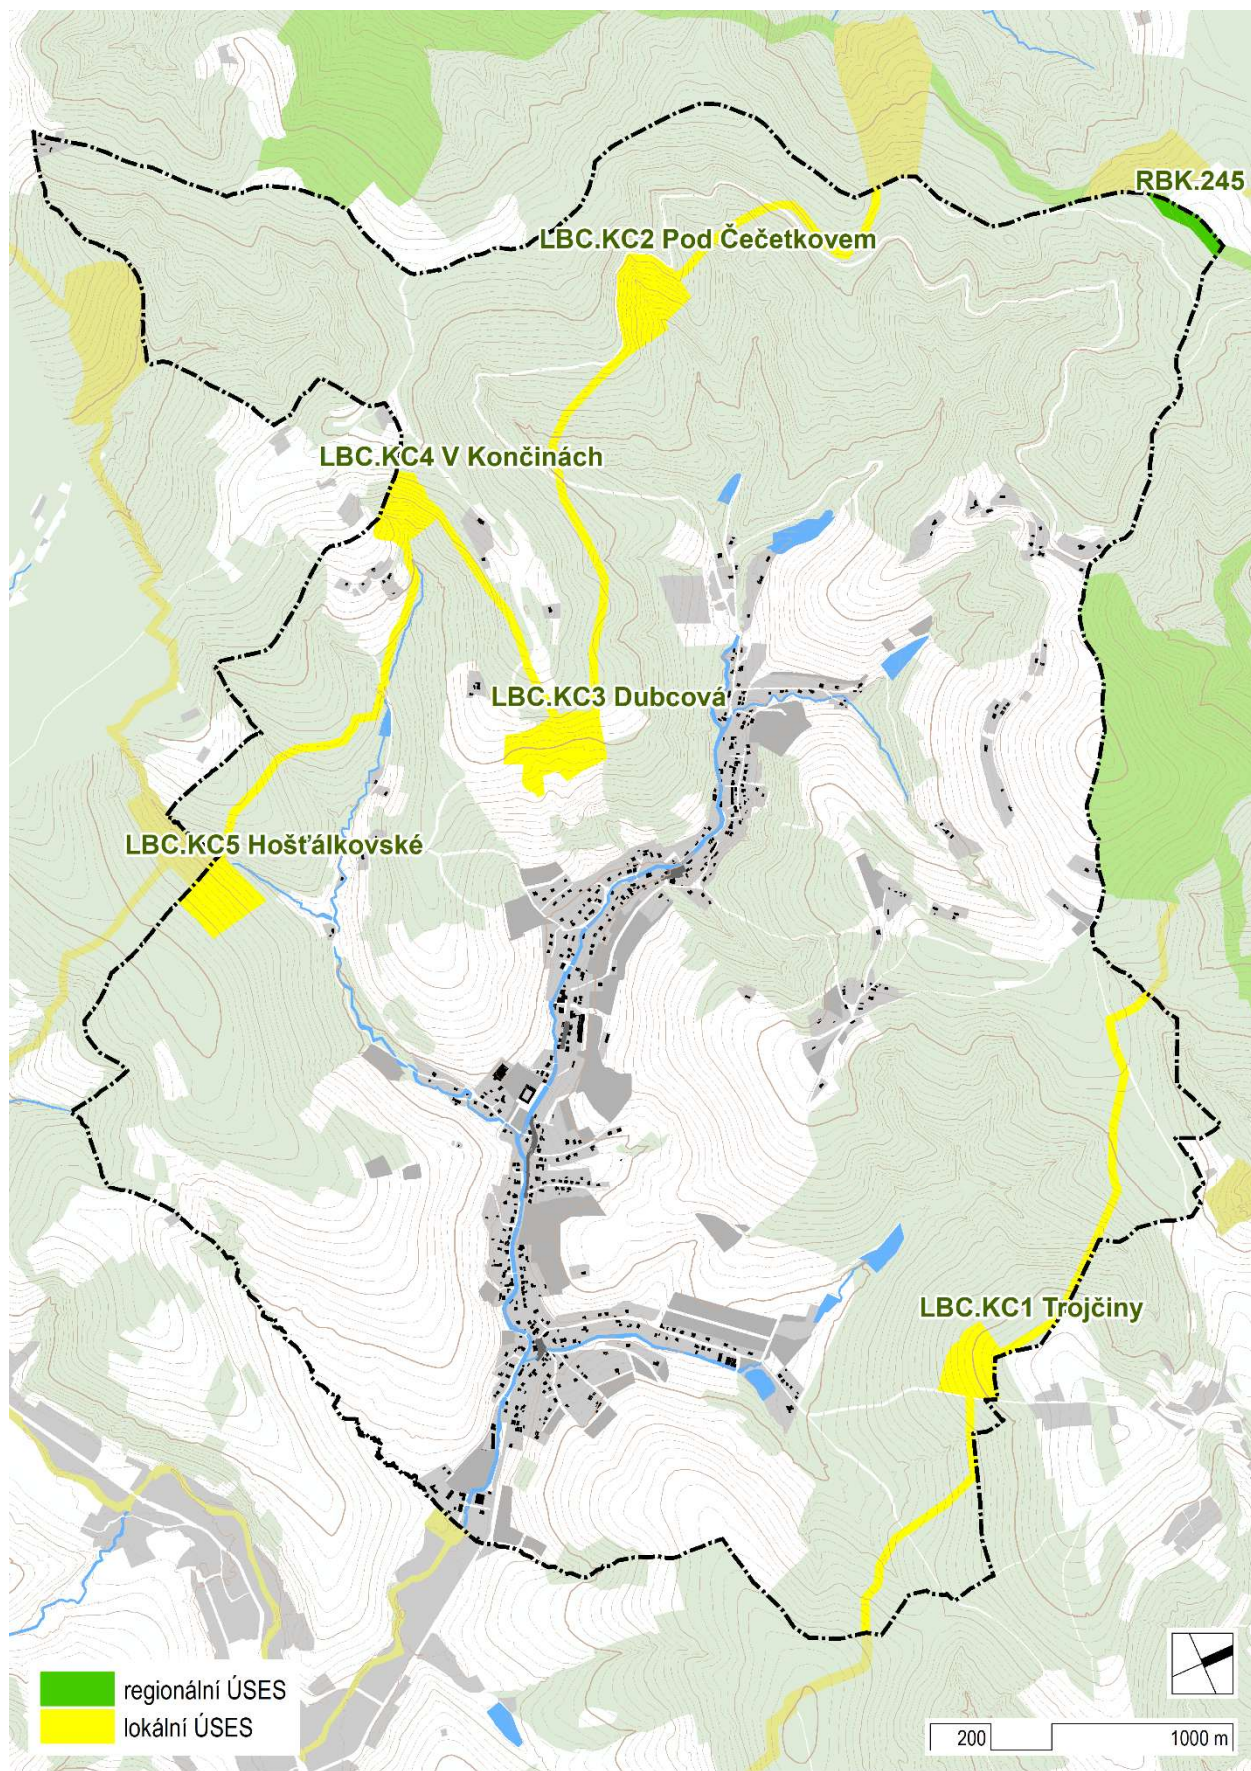 RBK.245
LBC.KC2 Pod Čečetkovem
LBC.KC4 V Končinách
LBC.KC3 Dubcová
LBC.KC5 Hošťálkovské
LBC.KC1 Trojčiny
regionální ÚSES
lokální ÚSES
200 1000 m